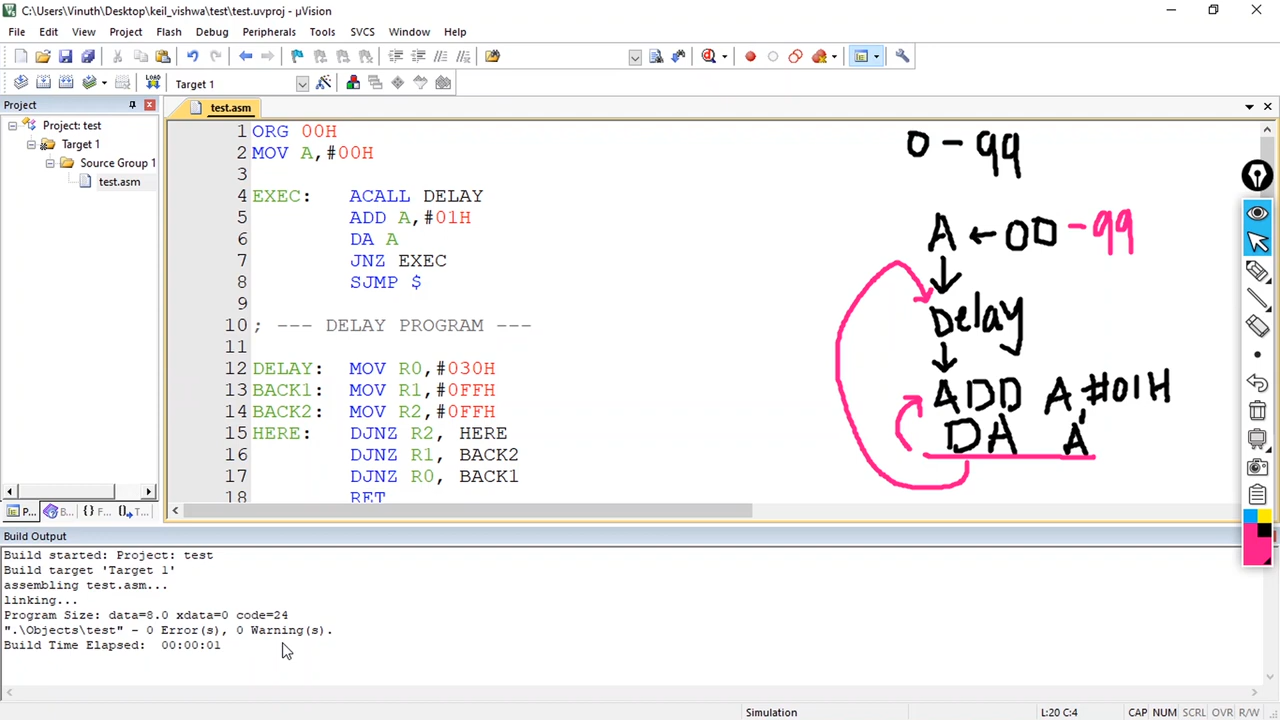 C:\Users\Vinuth\Desktop\keil_vishwa\test\test.uvproj - µVision
File Edit View Project Flash Debug Peripherals Tools SVCS Window Help
LOAD Target 1
Project
Project: test
Target 1
Source Group 1
test.asm
P... B... {} F... 0→ T...
test.asm
1 ORG 00H
2 MOV A,#00H
3
4 EXEC: ACALL DELAY
5 ADD A,#01H
6 DA A
7 JNZ EXEC
8 SJMP $
9
10 ; --- DELAY PROGRAM ---
11
12 DELAY: MOV R0,#030H
13 BACK1: MOV R1,#0FFH
14 BACK2: MOV R2,#0FFH
15 HERE: DJNZ R2, HERE
16 DJNZ R1, BACK2
17 DJNZ R0, BACK1
18 RET
0 - 99
A ← 00 - 99
Delay
ADD A,#01H
DA A
Build Output
Build started: Project: test
Build target 'Target 1'
assembling test.asm...
linking...
Program Size: data=8.0 xdata=0 code=24
".\Objects\test" - 0 Error(s), 0 Warning(s).
Build Time Elapsed: 00:00:01
Simulation L:20 C:4 CAP NUM SCRL OVR R/W